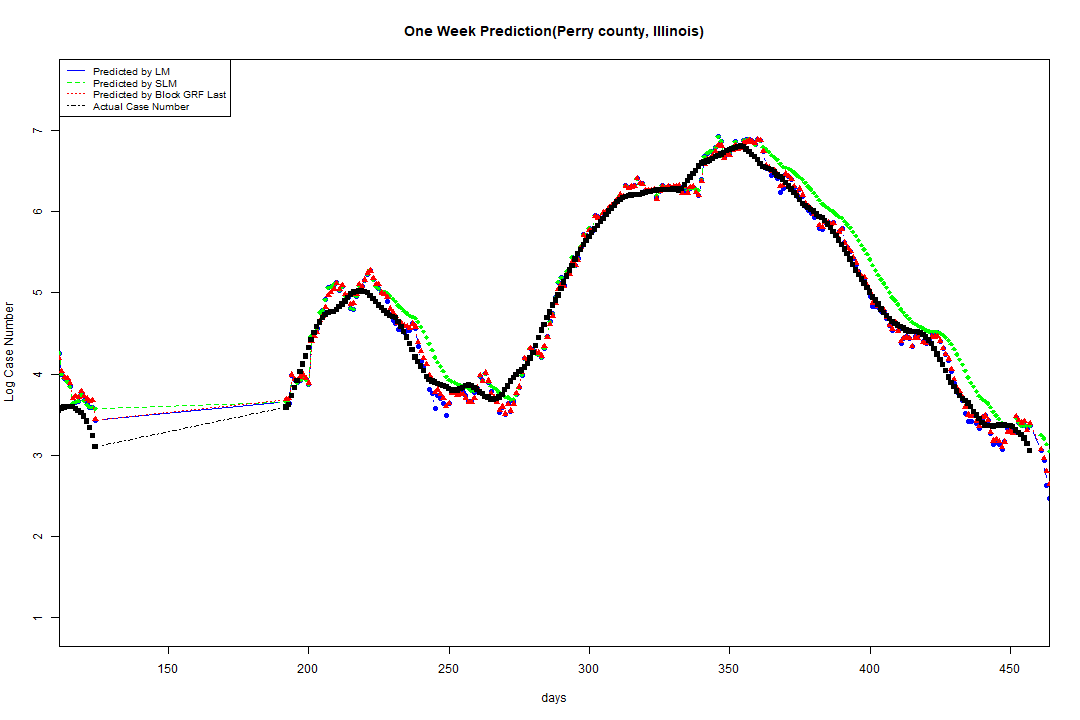 One Week Prediction(Perry county, Illinois)
Predicted by LM
Predicted by SLM
Predicted by Block GRF Last
Actual Case Number
Log Case Number
7
6
5
4
3
2
1
150 200 250 300 350 400 450
days